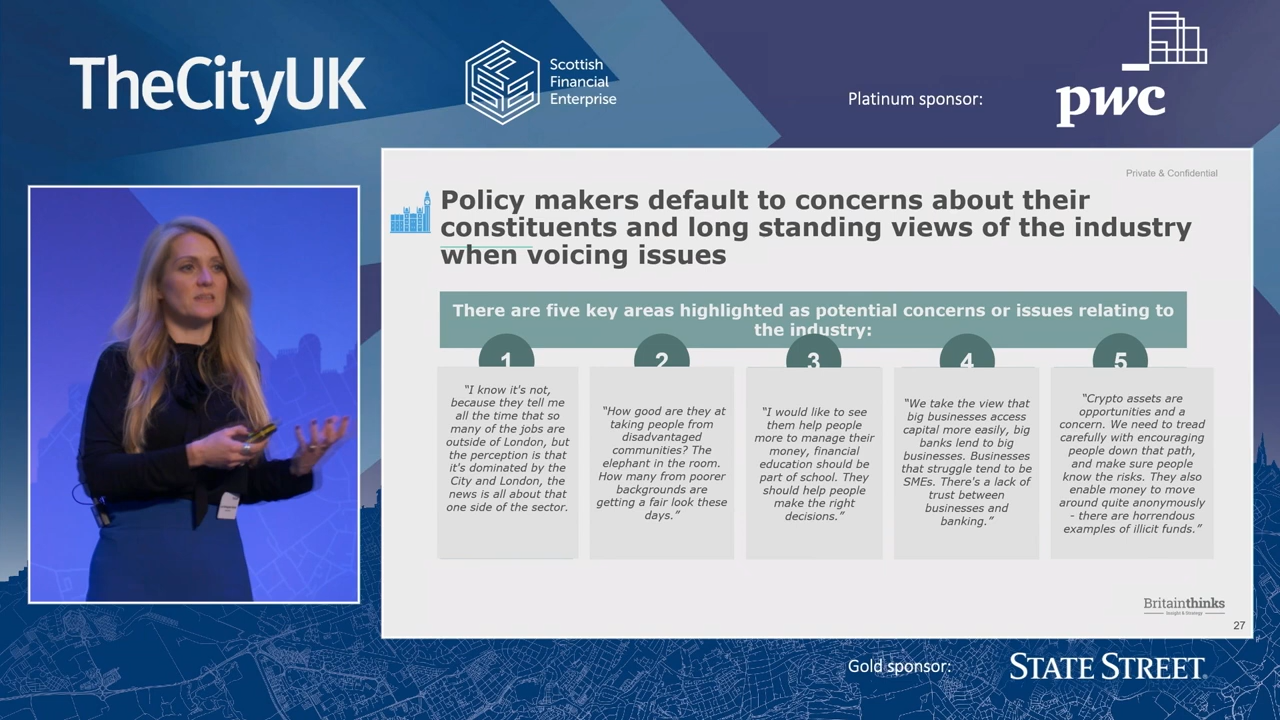 TheCityUK
Scottish
Financial
Enterprise
Platinum sponsor:
pwc
Private & Confidential
Policy makers default to concerns about their
constituents and long standing views of the industry
when voicing issues
There are five key areas highlighted as potential concerns or issues relating to
the industry:
1
2
3
4
5
“I know it's not,
because they tell me
all the time that so
many of the jobs are
outside of London, but
the perception is that
it's dominated by the
City and London, the
news is all about that
one side of the sector.
“How good are they at
taking people from
disadvantaged
communities? The
elephant in the room.
How many from poorer
backgrounds are
getting a fair look these
days.”
“I would like to see
them help people
more to manage their
money, financial
education should be
part of school. They
should help people
make the right
decisions.”
“We take the view that
big businesses access
capital more easily, big
banks lend to big
businesses. Businesses
that struggle tend to be
SMEs. There's a lack of
trust between
businesses and
banking.”
“Crypto assets are
opportunities and a
concern. We need to tread
carefully with encouraging
people down that path,
and make sure people
know the risks. They also
enable money to move
around quite anonymously
- there are horrendous
examples of illicit funds.”
Britainthinks
Insight & Strategy
27
Gold sponsor:
STATE STREET